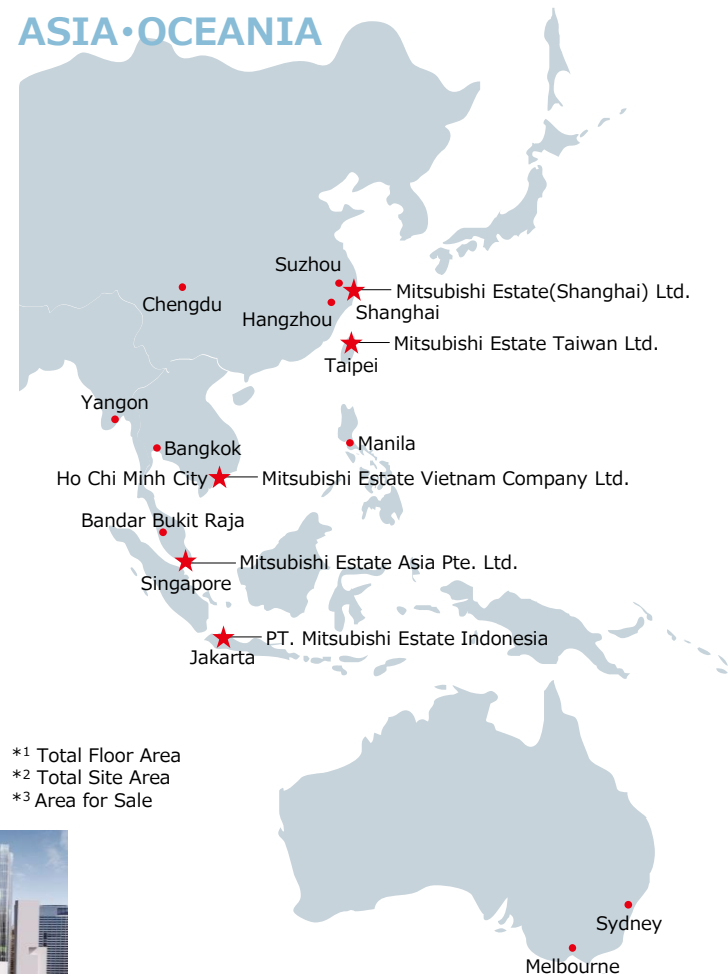 ASIA・OCEANIA
Suzhou
Chengdu
Mitsubishi Estate(Shanghai) Ltd.
Hangzhou
Shanghai
Mitsubishi Estate Taiwan Ltd.
Taipei
Yangon
Bangkok
Manila
Ho Chi Minh City
Mitsubishi Estate Vietnam Company Ltd.
Bandar Bukit Raja
Mitsubishi Estate Asia Pte. Ltd.
Singapore
PT. Mitsubishi Estate Indonesia
Jakarta
*1 Total Floor Area
*2 Total Site Area
*3 Area for Sale
Sydney
Melbourne